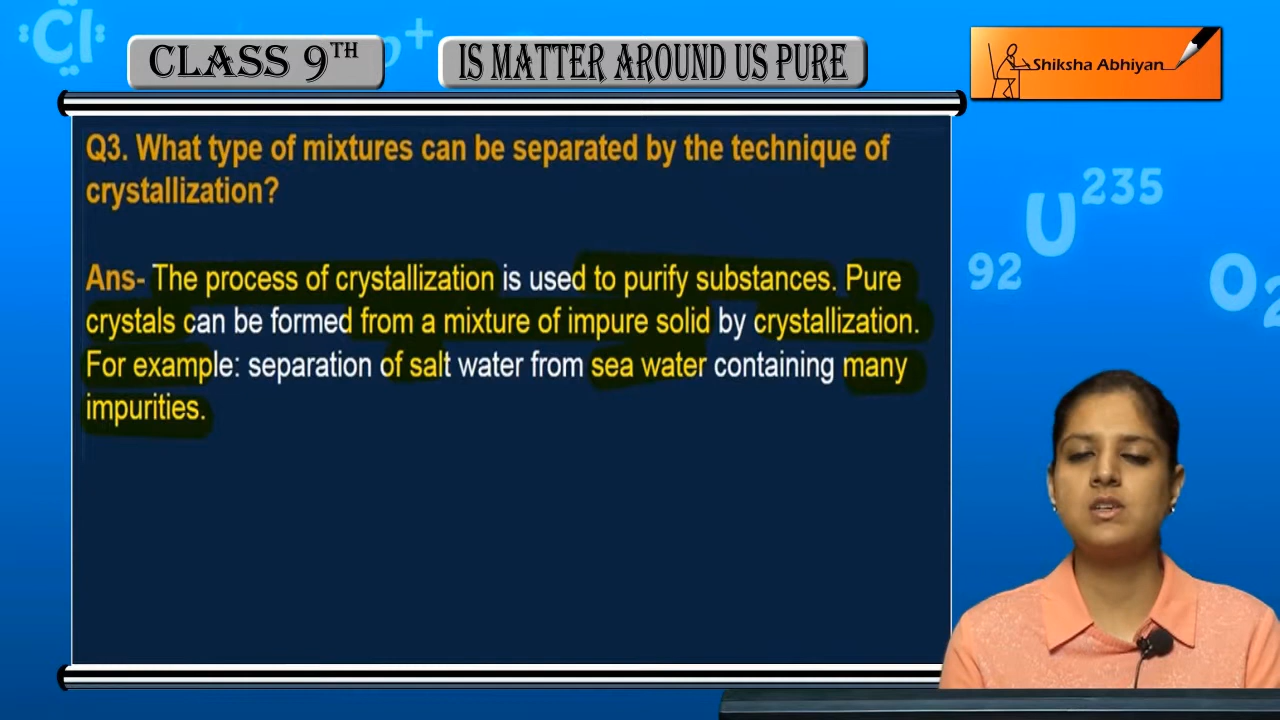 CLASS 9TH
IS MATTER AROUND US PURE
Shiksha Abhiyan
Q3. What type of mixtures can be separated by the technique of
crystallization?
Ans- The process of crystallization is used to purify substances. Pure
crystals can be formed from a mixture of impure solid by crystallization.
For example: separation of salt water from sea water containing many
impurities.
U 235
92
O2
Cl